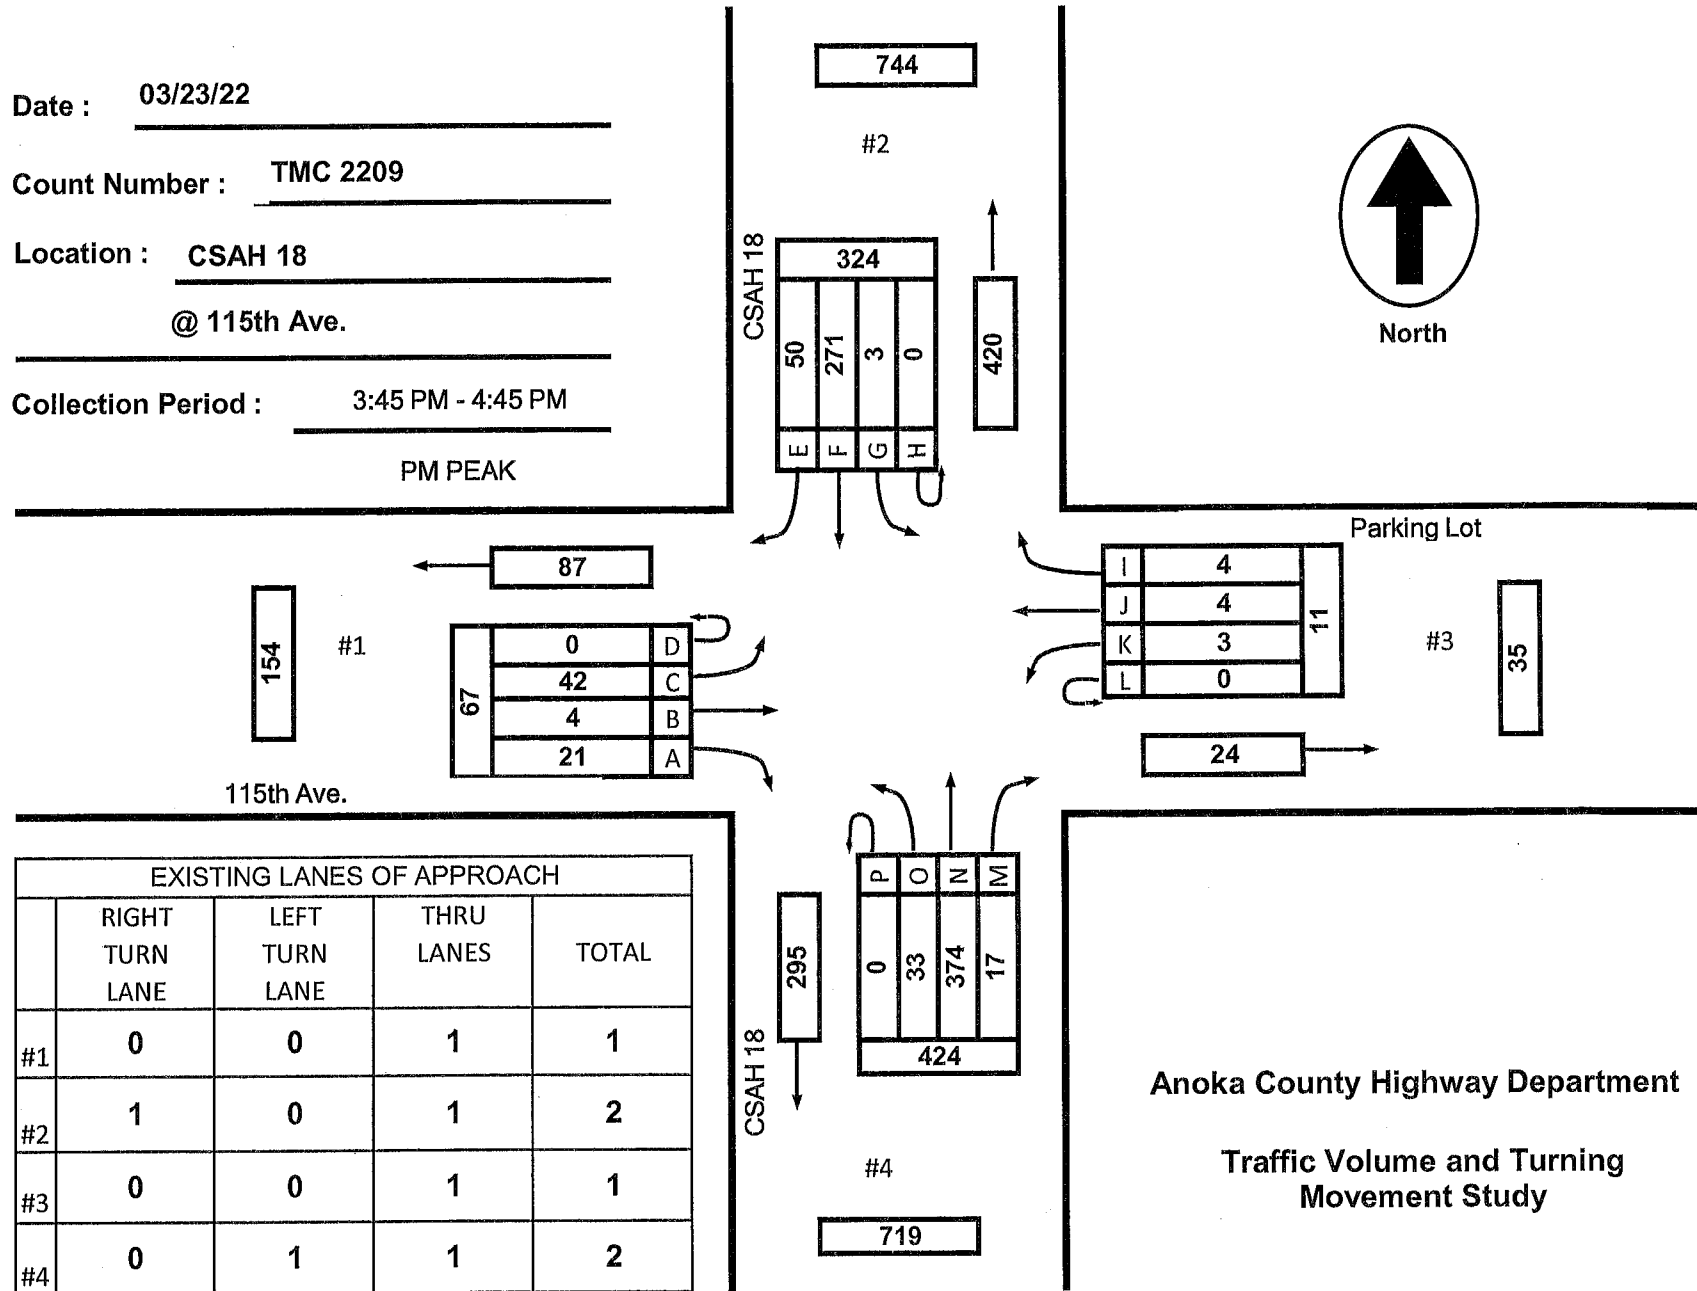 Date : 03/23/22
Count Number : TMC 2209
Location : CSAH 18
@ 115th Ave.
Collection Period : 3:45 PM - 4:45 PM
PM PEAK
744
#2
CSAH 18
324
50 271 3 0
E F G H
420
North
Parking Lot
87
154
#1
67
0 D
42 C
4 B
21 A
115th Ave.
I 4
J 4
K 3
L 0
11
#3
35
24
P O N M
0 33 374 17
424
295
CSAH 18
#4
719
EXISTING LANES OF APPROACH
RIGHT TURN LANE LEFT TURN LANE THRU LANES TOTAL
#1 0 0 1 1
#2 1 0 1 2
#3 0 0 1 1
#4 0 1 1 2
Anoka County Highway Department
Traffic Volume and Turning
Movement Study